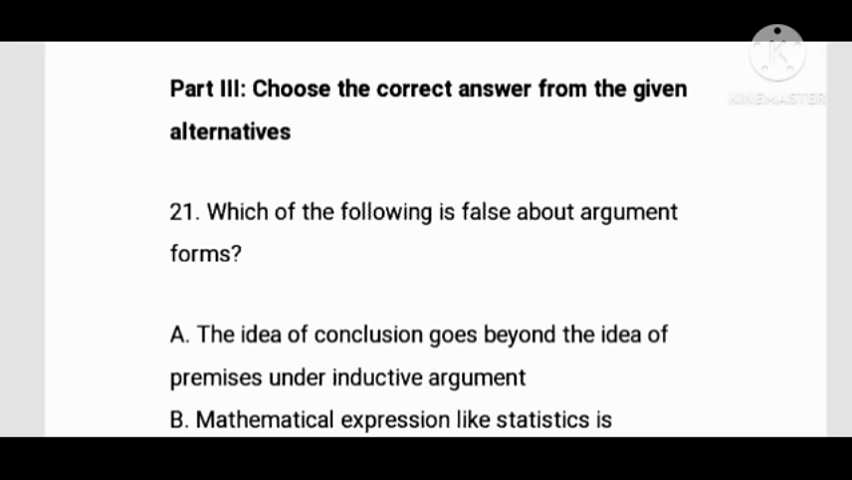 KINEMASTER
Part III: Choose the correct answer from the given
alternatives
21. Which of the following is false about argument
forms?
A. The idea of conclusion goes beyond the idea of
premises under inductive argument
B. Mathematical expression like statistics is